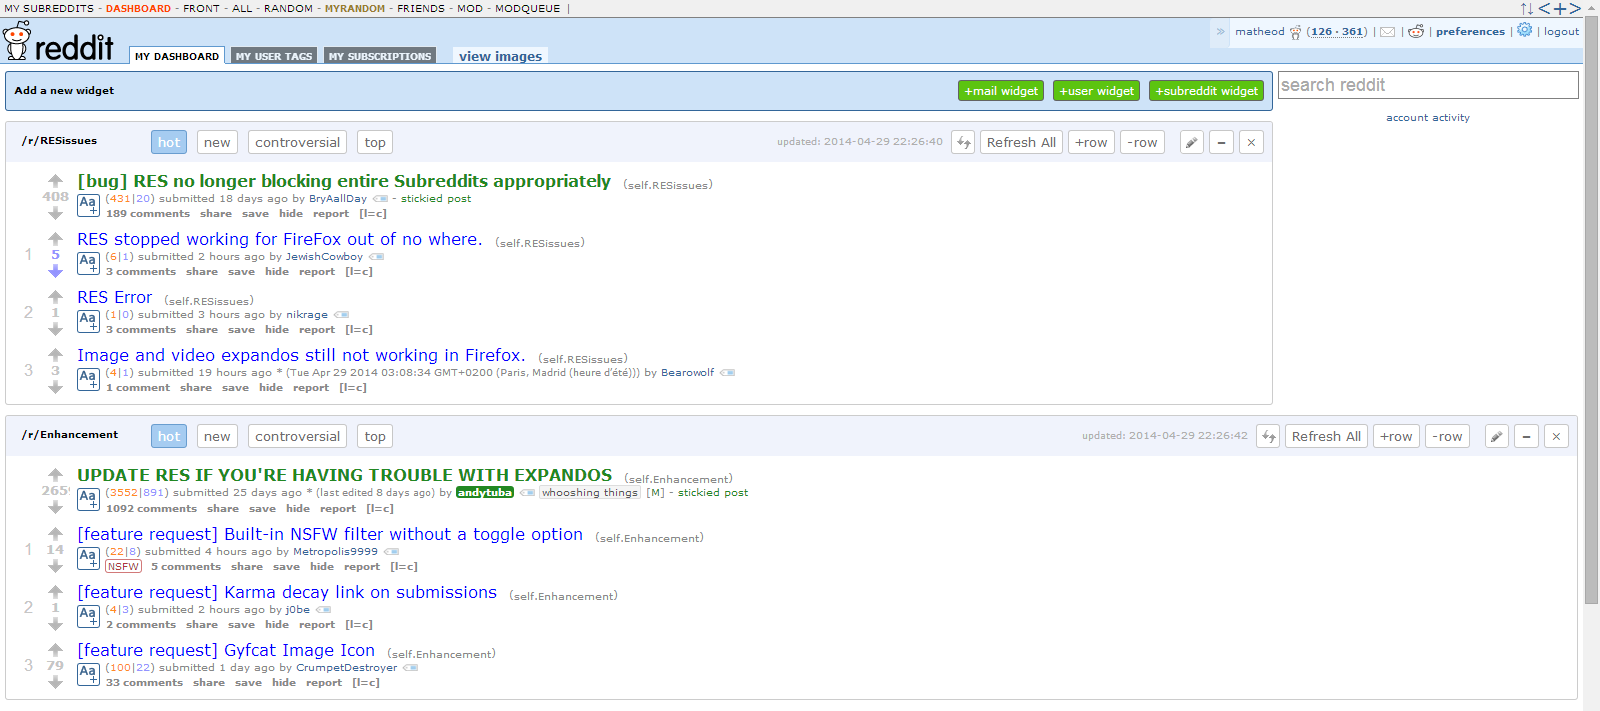 MY SUBREDDITS - DASHBOARD - FRONT - ALL - RANDOM - MYRANDOM - FRIENDS - MOD - MODQUEUE |
reddit MY DASHBOARD MY USER TAGS MY SUBSCRIPTIONS view images
matheod (126 · 361) | | | preferences | | logout
Add a new widget +mail widget +user widget +subreddit widget
search reddit
account activity
/r/RESissues hot new controversial top updated: 2014-04-29 22:26:40 Refresh All +row -row
[bug] RES no longer blocking entire Subreddits appropriately (self.RESissues)
408 Aa+ (431|20) submitted 18 days ago by BryAallDay - stickied post
189 comments share save hide report [l=c]
RES stopped working for FireFox out of no where. (self.RESissues)
1 5 Aa+ (6|1) submitted 2 hours ago by JewishCowboy
3 comments share save hide report [l=c]
RES Error (self.RESissues)
2 1 Aa+ (1|0) submitted 3 hours ago by nikrage
3 comments share save hide report [l=c]
Image and video expandos still not working in Firefox. (self.RESissues)
3 3 Aa+ (4|1) submitted 19 hours ago * (Tue Apr 29 2014 03:08:34 GMT+0200 (Paris, Madrid (heure d'été))) by Bearowolf
1 comment share save hide report [l=c]
/r/Enhancement hot new controversial top updated: 2014-04-29 22:26:42 Refresh All +row -row
UPDATE RES IF YOU'RE HAVING TROUBLE WITH EXPANDOS (self.Enhancement)
Aa+ (3552|891) submitted 25 days ago * (last edited 8 days ago) by andytuba whooshing things [M] - stickied post
1092 comments share save hide report [l=c]
[feature request] Built-in NSFW filter without a toggle option (self.Enhancement)
1 14 Aa+ (22|8) submitted 4 hours ago by Metropolis9999
NSFW 5 comments share save hide report [l=c]
[feature request] Karma decay link on submissions (self.Enhancement)
2 1 Aa+ (4|3) submitted 2 hours ago by j0be
2 comments share save hide report [l=c]
[feature request] Gyfcat Image Icon (self.Enhancement)
3 79 Aa+ (100|22) submitted 1 day ago by CrumpetDestroyer
33 comments share save hide report [l=c]